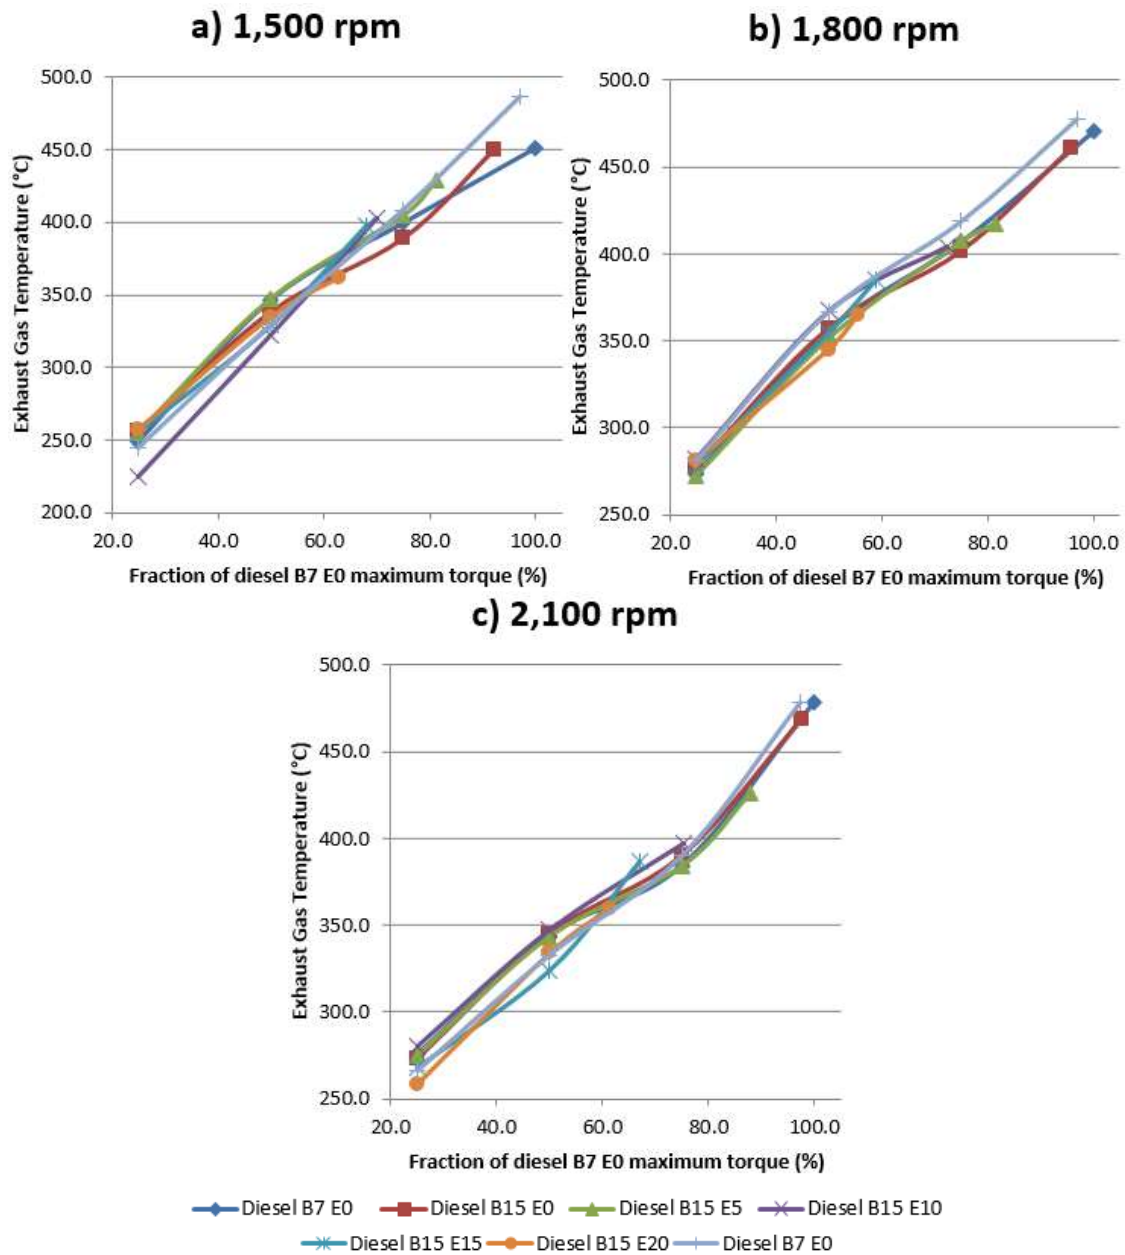 a) 1,500 rpm
500.0
450.0
400.0
350.0
300.0
250.0
200.0
Exhaust Gas Temperature (°C)
20.0 40.0 60.0 80.0 100.0
Fraction of diesel B7 E0 maximum torque (%)
b) 1,800 rpm
500.0
450.0
400.0
350.0
300.0
250.0
Exhaust Gas Temperature (°C)
20.0 40.0 60.0 80.0 100.0
Fraction of diesel B7 E0 maximum torque (%)
c) 2,100 rpm
500.0
450.0
400.0
350.0
300.0
250.0
Exhaust Gas Temperature (°C)
20.0 40.0 60.0 80.0 100.0
Fraction of diesel B7 E0 maximum torque (%)
Diesel B7 E0 Diesel B15 E0 Diesel B15 E5 Diesel B15 E10
Diesel B15 E15 Diesel B15 E20 Diesel B7 E0